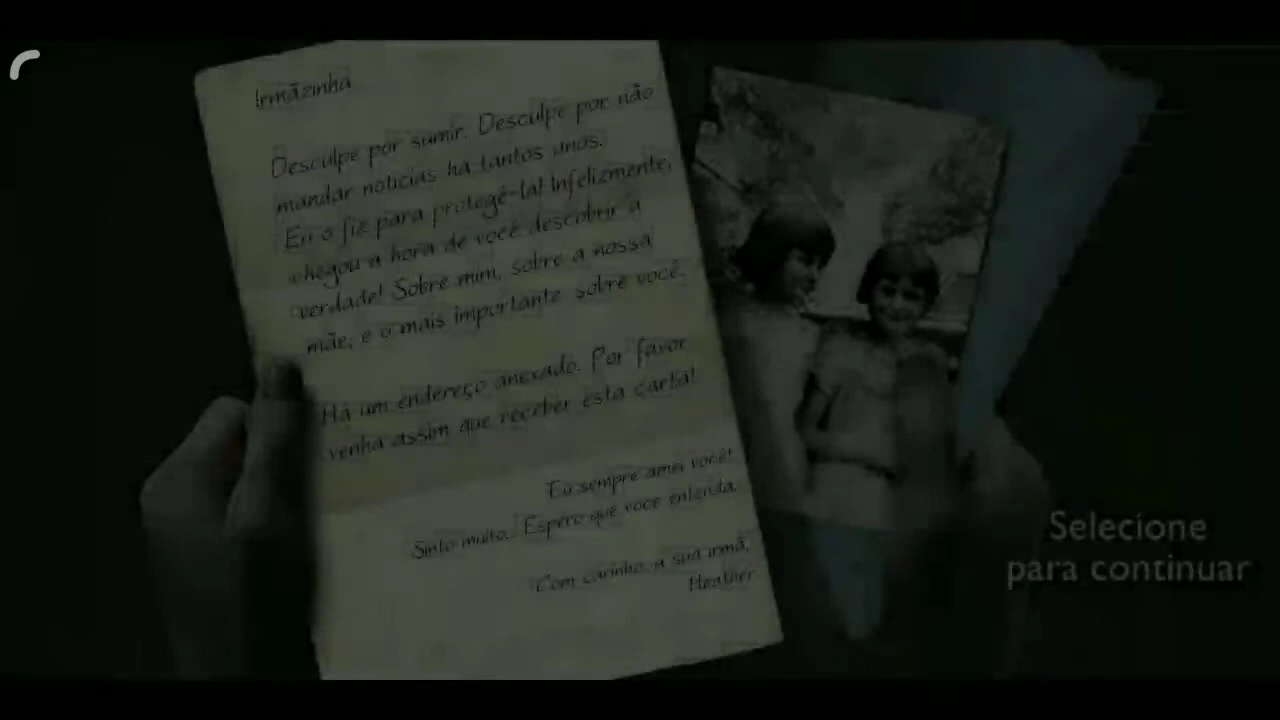 Irmãzinha
Desculpe por sumir. Desculpe por não
mandar notícias há tantos anos.
Eu o fiz para protegê-la! Infelizmente,
chegou a hora de você descobrir a
verdade! Sobre mim, sobre a nossa
mãe, e o mais importante sobre você.
Há um endereço anexado. Por favor
venha assim que receber esta carta!
Eu sempre amei você!
Sinto muito. Espero que você entenda.
Com carinho, a sua irmã,
Heather
Selecione
para continuar